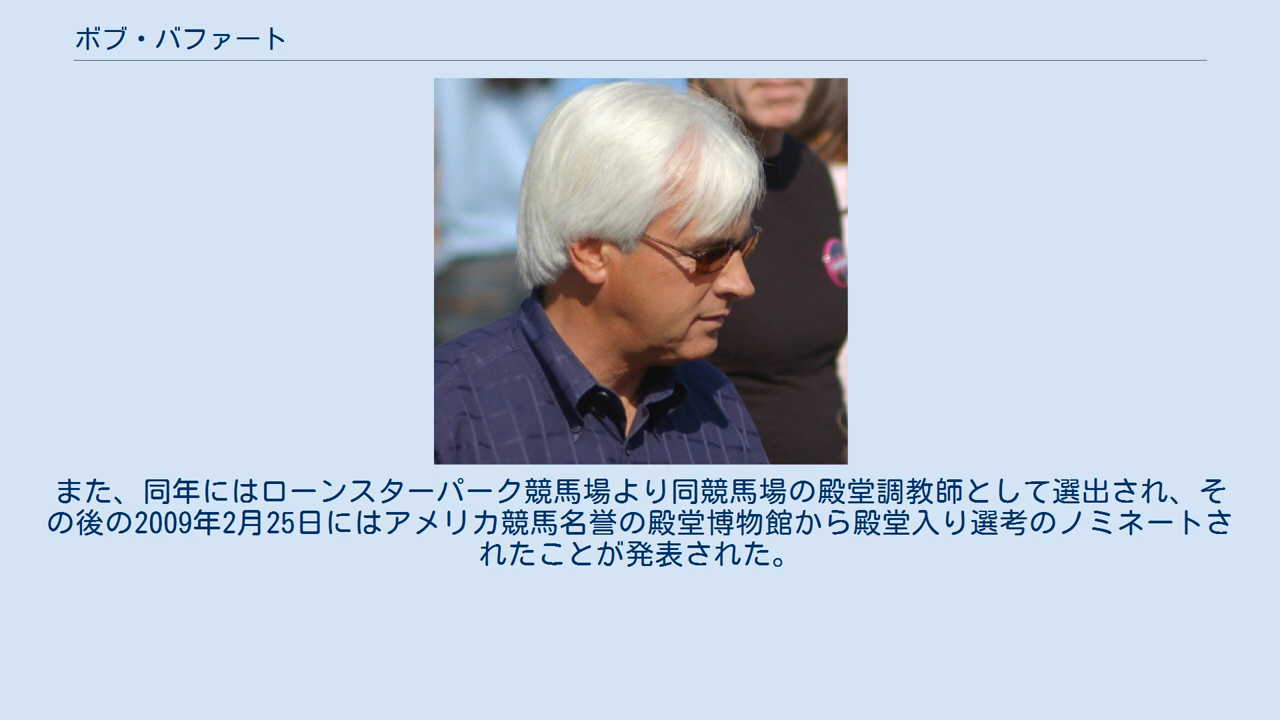 ボブ・バファート
また、同年にはローンスターパーク競馬場より同競馬場の殿堂調教師として選出され、そ
の後の2009年2月25日にはアメリカ競馬名誉の殿堂博物館から殿堂入り選考のノミネートさ
れたことが発表された。